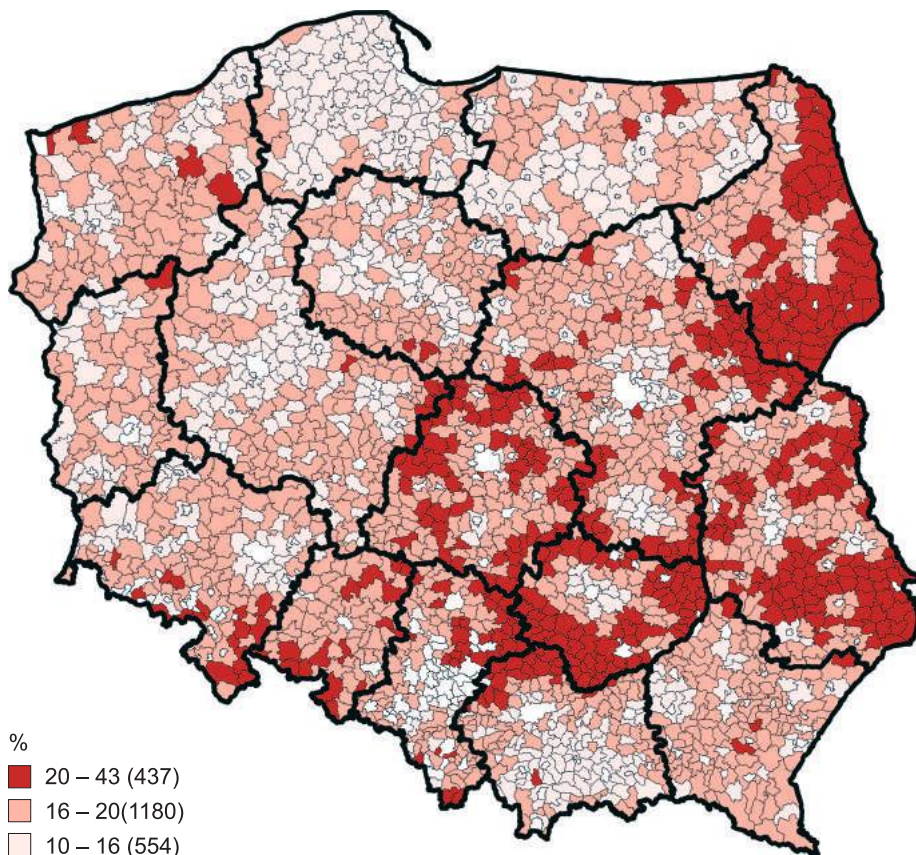 %
20 – 43 (437)
16 – 20(1180)
10 – 16 (554)